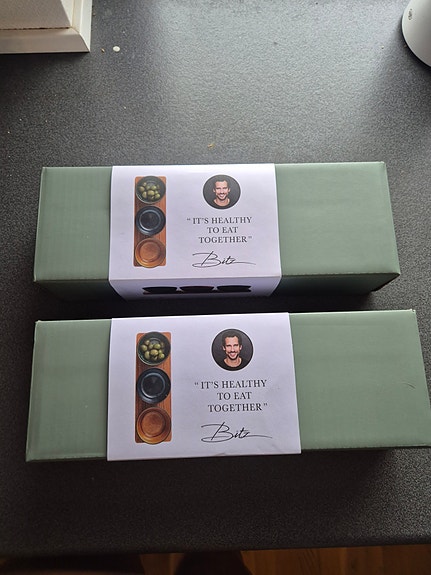 “IT'S HEALTHY
TO EAT
TOGETHER”
Bitz
“IT'S HEALTHY
TO EAT
TOGETHER”
Bitz